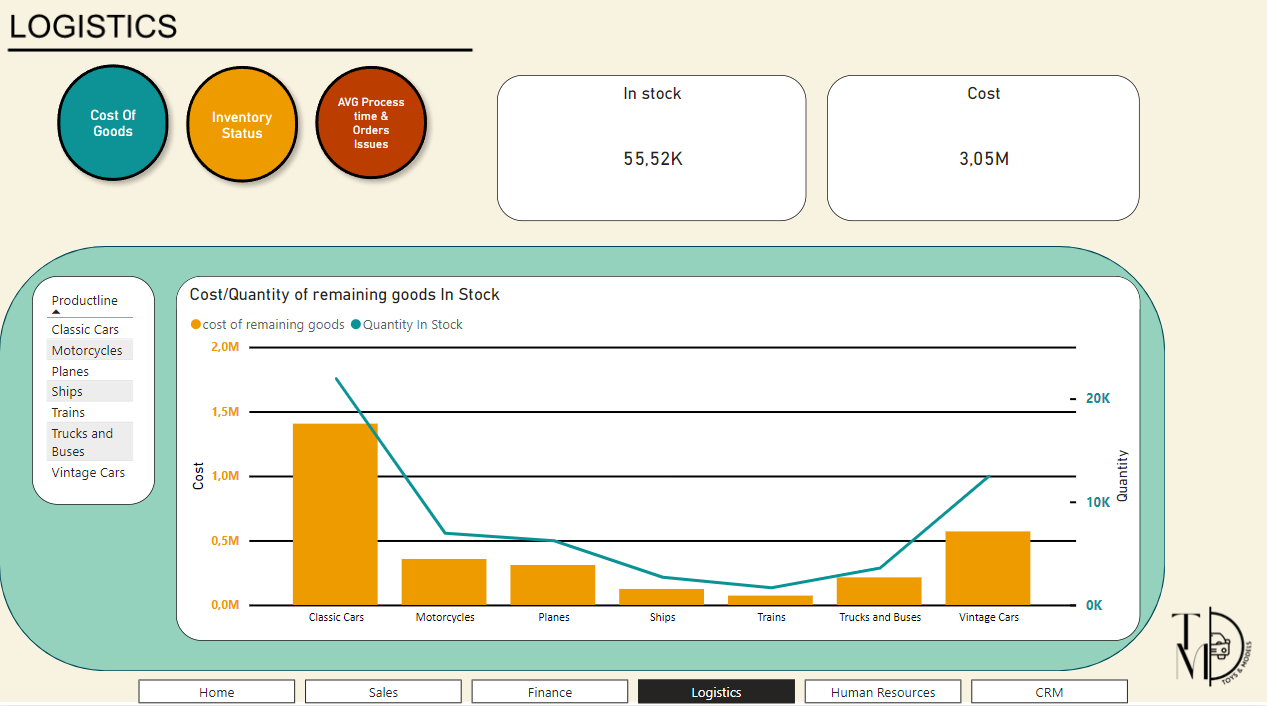 LOGISTICS
Cost Of
Goods
Inventory
Status
AVG Process
time &
Orders
Issues
In stock
55,52K
Cost
3,05M
Productline
Classic Cars
Motorcycles
Planes
Ships
Trains
Trucks and
Buses
Vintage Cars
Cost/Quantity of remaining goods In Stock
cost of remaining goods Quantity In Stock
2,0M
1,5M
1,0M
0,5M
0,0M
Cost
20K
10K
0K
Quantity
Classic Cars Motorcycles Planes Ships Trains Trucks and Buses Vintage Cars
TMD
TOYS & MODELS
Home Sales Finance Logistics Human Resources CRM